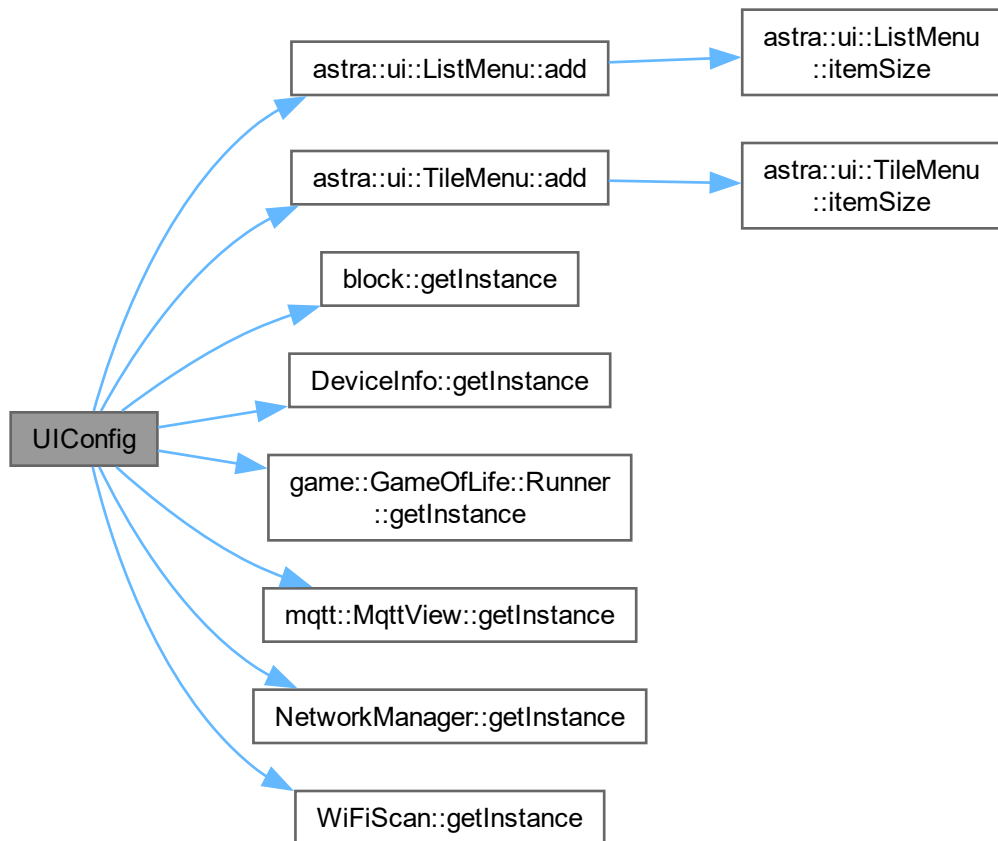 UIConfig
astra::ui::ListMenu::add
astra::ui::ListMenu
::itemSize
astra::ui::TileMenu::add
astra::ui::TileMenu
::itemSize
block::getInstance
DeviceInfo::getInstance
game::GameOfLife::Runner
::getInstance
mqtt::MqttView::getInstance
NetworkManager::getInstance
WiFiScan::getInstance